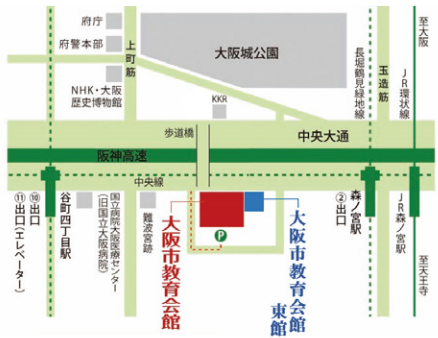 府庁
府警本部
NHK・大阪
歴史博物館
上町筋
大阪城公園
KKR
長堀鶴見緑地線
玉造筋
至大阪
JR環状線
歩道橋
中央大通
阪神高速
中央線
⑪出口(エレベーター)
⑩出口
谷町四丁目駅
国立病院大阪医療センター
(旧国立大阪病院)
難波宮跡
大阪市教育会館
P
大阪市教育会館
東館
②出口
森ノ宮駅
JR森ノ宮駅
至天王寺